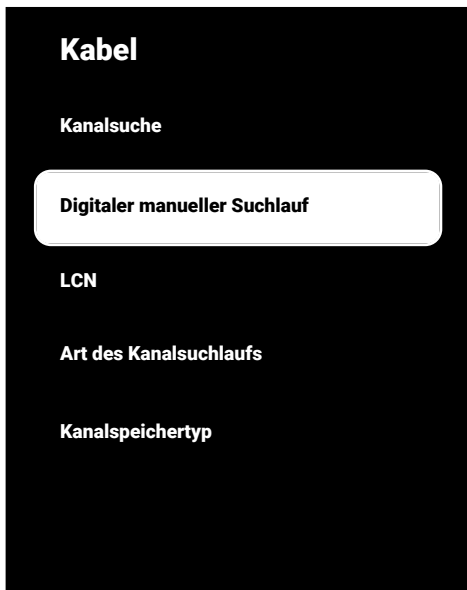 Kabel
Kanalsuche
Digitaler manueller Suchlauf
LCN
Art des Kanalsuchlaufs
Kanalspeichertyp